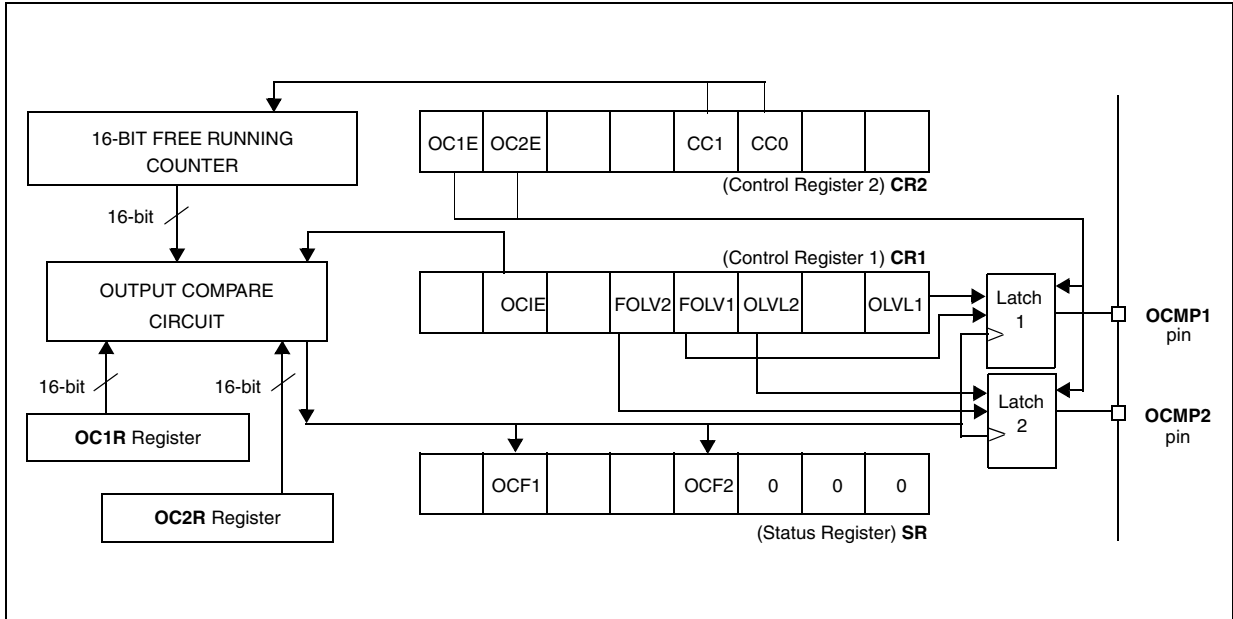 16-BIT FREE RUNNING
COUNTER
OC1E OC2E CC1 CC0
(Control Register 2) CR2
16-bit
(Control Register 1) CR1
OUTPUT COMPARE
CIRCUIT
OCIE FOLV2 FOLV1 OLVL2 OLVL1
Latch
1
OCMP1
pin
16-bit 16-bit
Latch
2
OCMP2
pin
OC1R Register
OCF1 OCF2 0 0 0
OC2R Register
(Status Register) SR